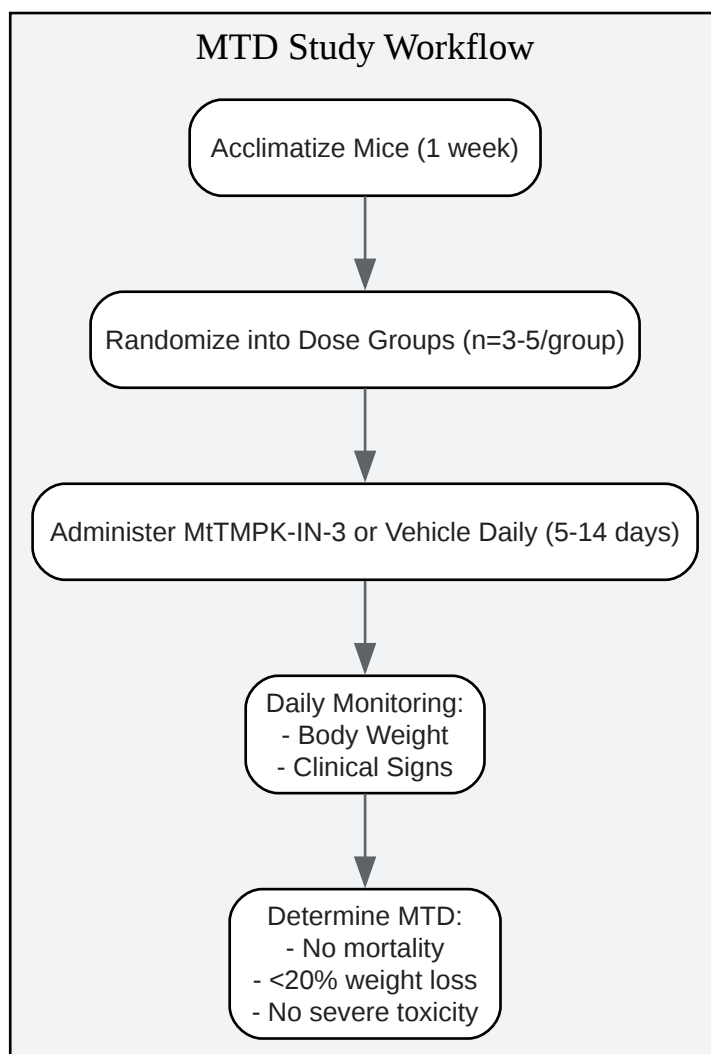 MTD Study Workflow
Acclimatize Mice (1 week)
Randomize into Dose Groups (n=3-5/group)
Administer MtTMPK-IN-3 or Vehicle Daily (5-14 days)
Daily Monitoring:
- Body Weight
- Clinical Signs
Determine MTD:
- No mortality
- <20% weight loss
- No severe toxicity